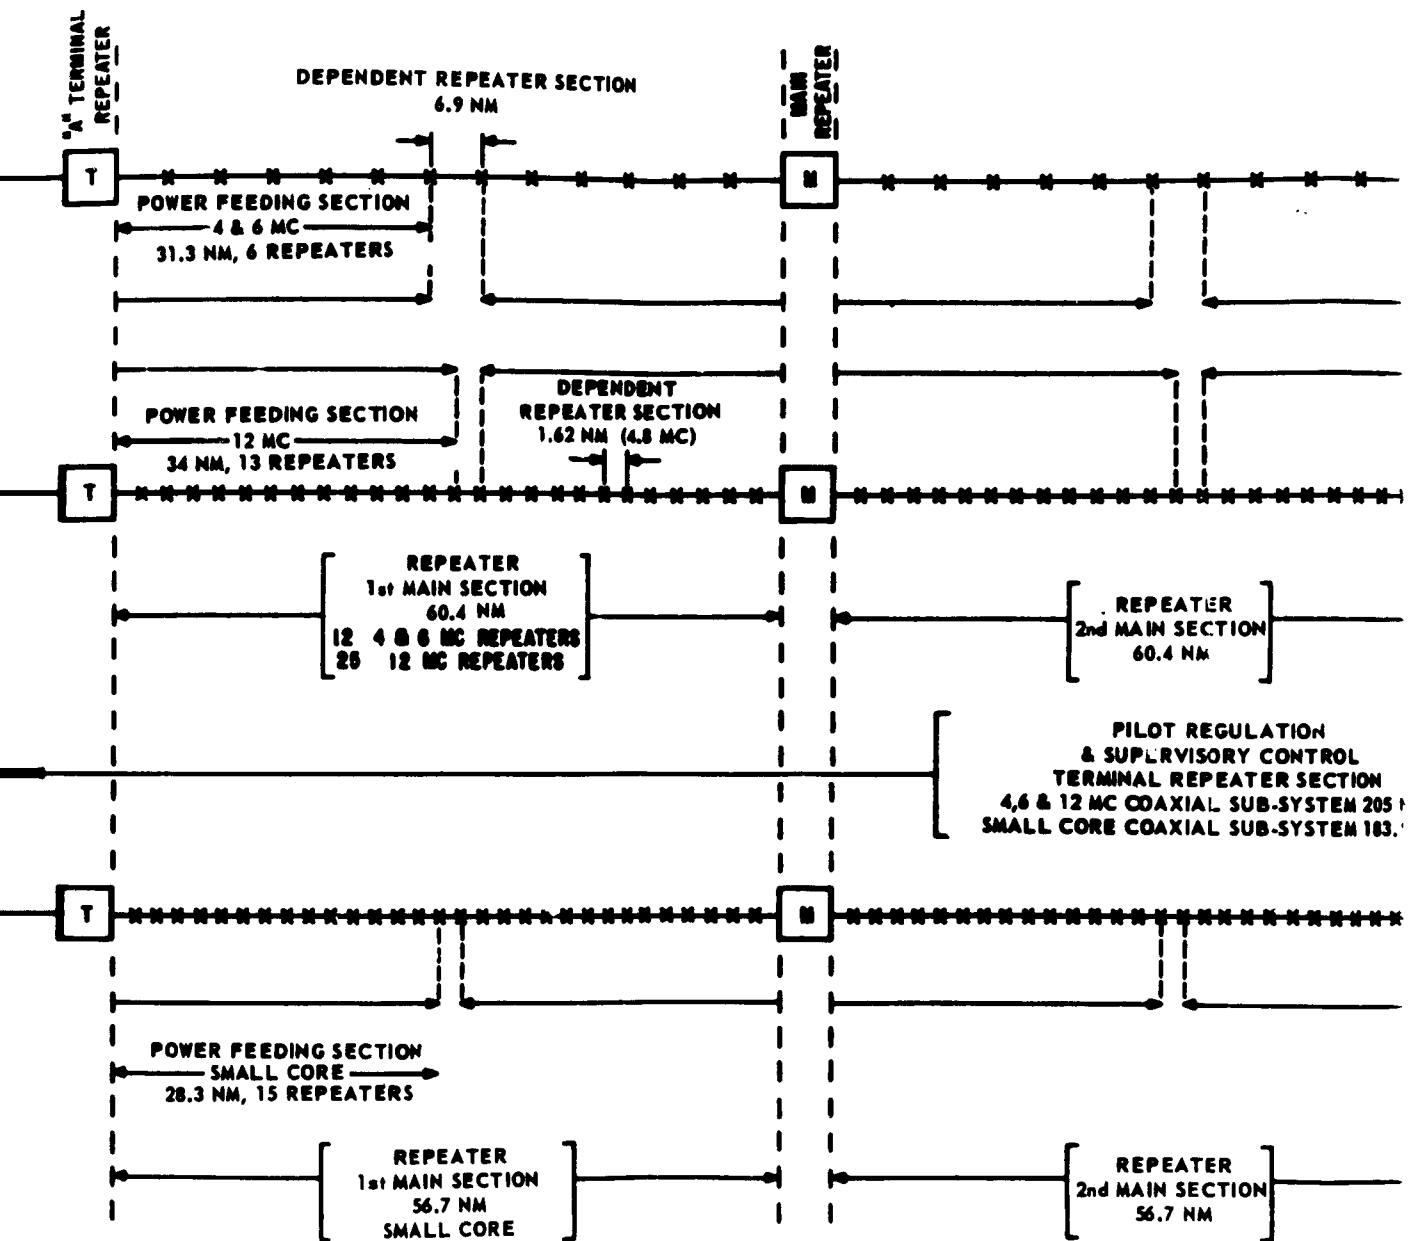 "A" TERMINAL
REPEATER
DEPENDENT REPEATER SECTION
6.9 NM
MAIN
REPEATER
T
M
POWER FEEDING SECTION
4 & 6 MC
31.3 NM, 6 REPEATERS
DEPENDENT
REPEATER SECTION
1.62 NM (4.8 MC)
POWER FEEDING SECTION
12 MC
34 NM, 13 REPEATERS
T
M
REPEATER
1st MAIN SECTION
60.4 NM
12 4 & 6 MC REPEATERS
25 12 MC REPEATERS
REPEATER
2nd MAIN SECTION
60.4 NM
PILOT REGULATION
& SUPERVISORY CONTROL
TERMINAL REPEATER SECTION
4,6 & 12 MC COAXIAL SUB-SYSTEM 205
SMALL CORE COAXIAL SUB-SYSTEM 183.
T
M
POWER FEEDING SECTION
SMALL CORE
28.3 NM, 15 REPEATERS
REPEATER
1st MAIN SECTION
56.7 NM
SMALL CORE
REPEATER
2nd MAIN SECTION
56.7 NM